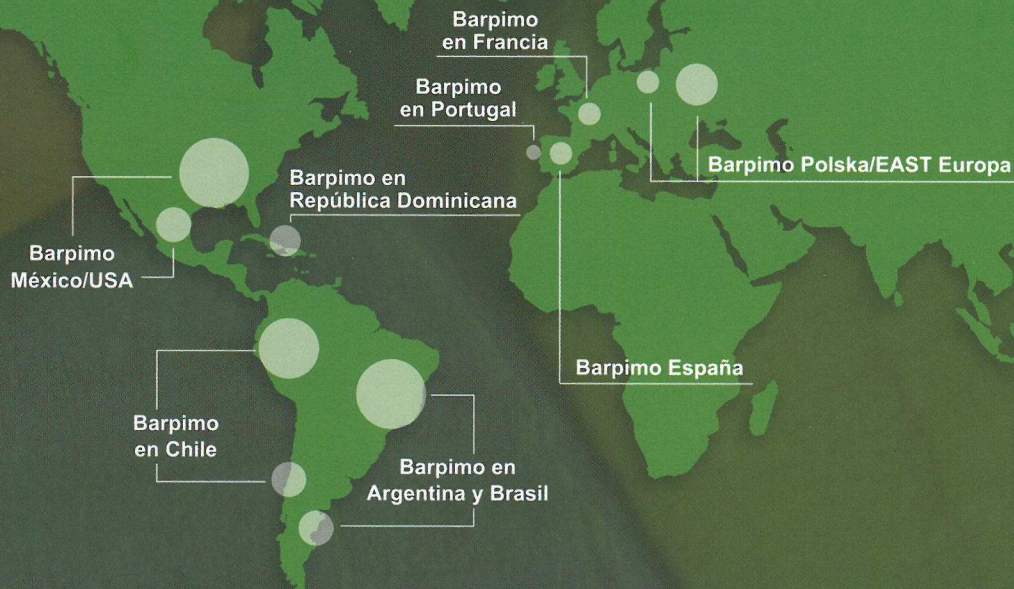 Barpimo
en Francia
Barpimo
en Portugal
Barpimo Polska/EAST Europa
Barpimo en
República Dominicana
Barpimo
México/USA
Barpimo España
Barpimo
en Chile
Barpimo en
Argentina y Brasil